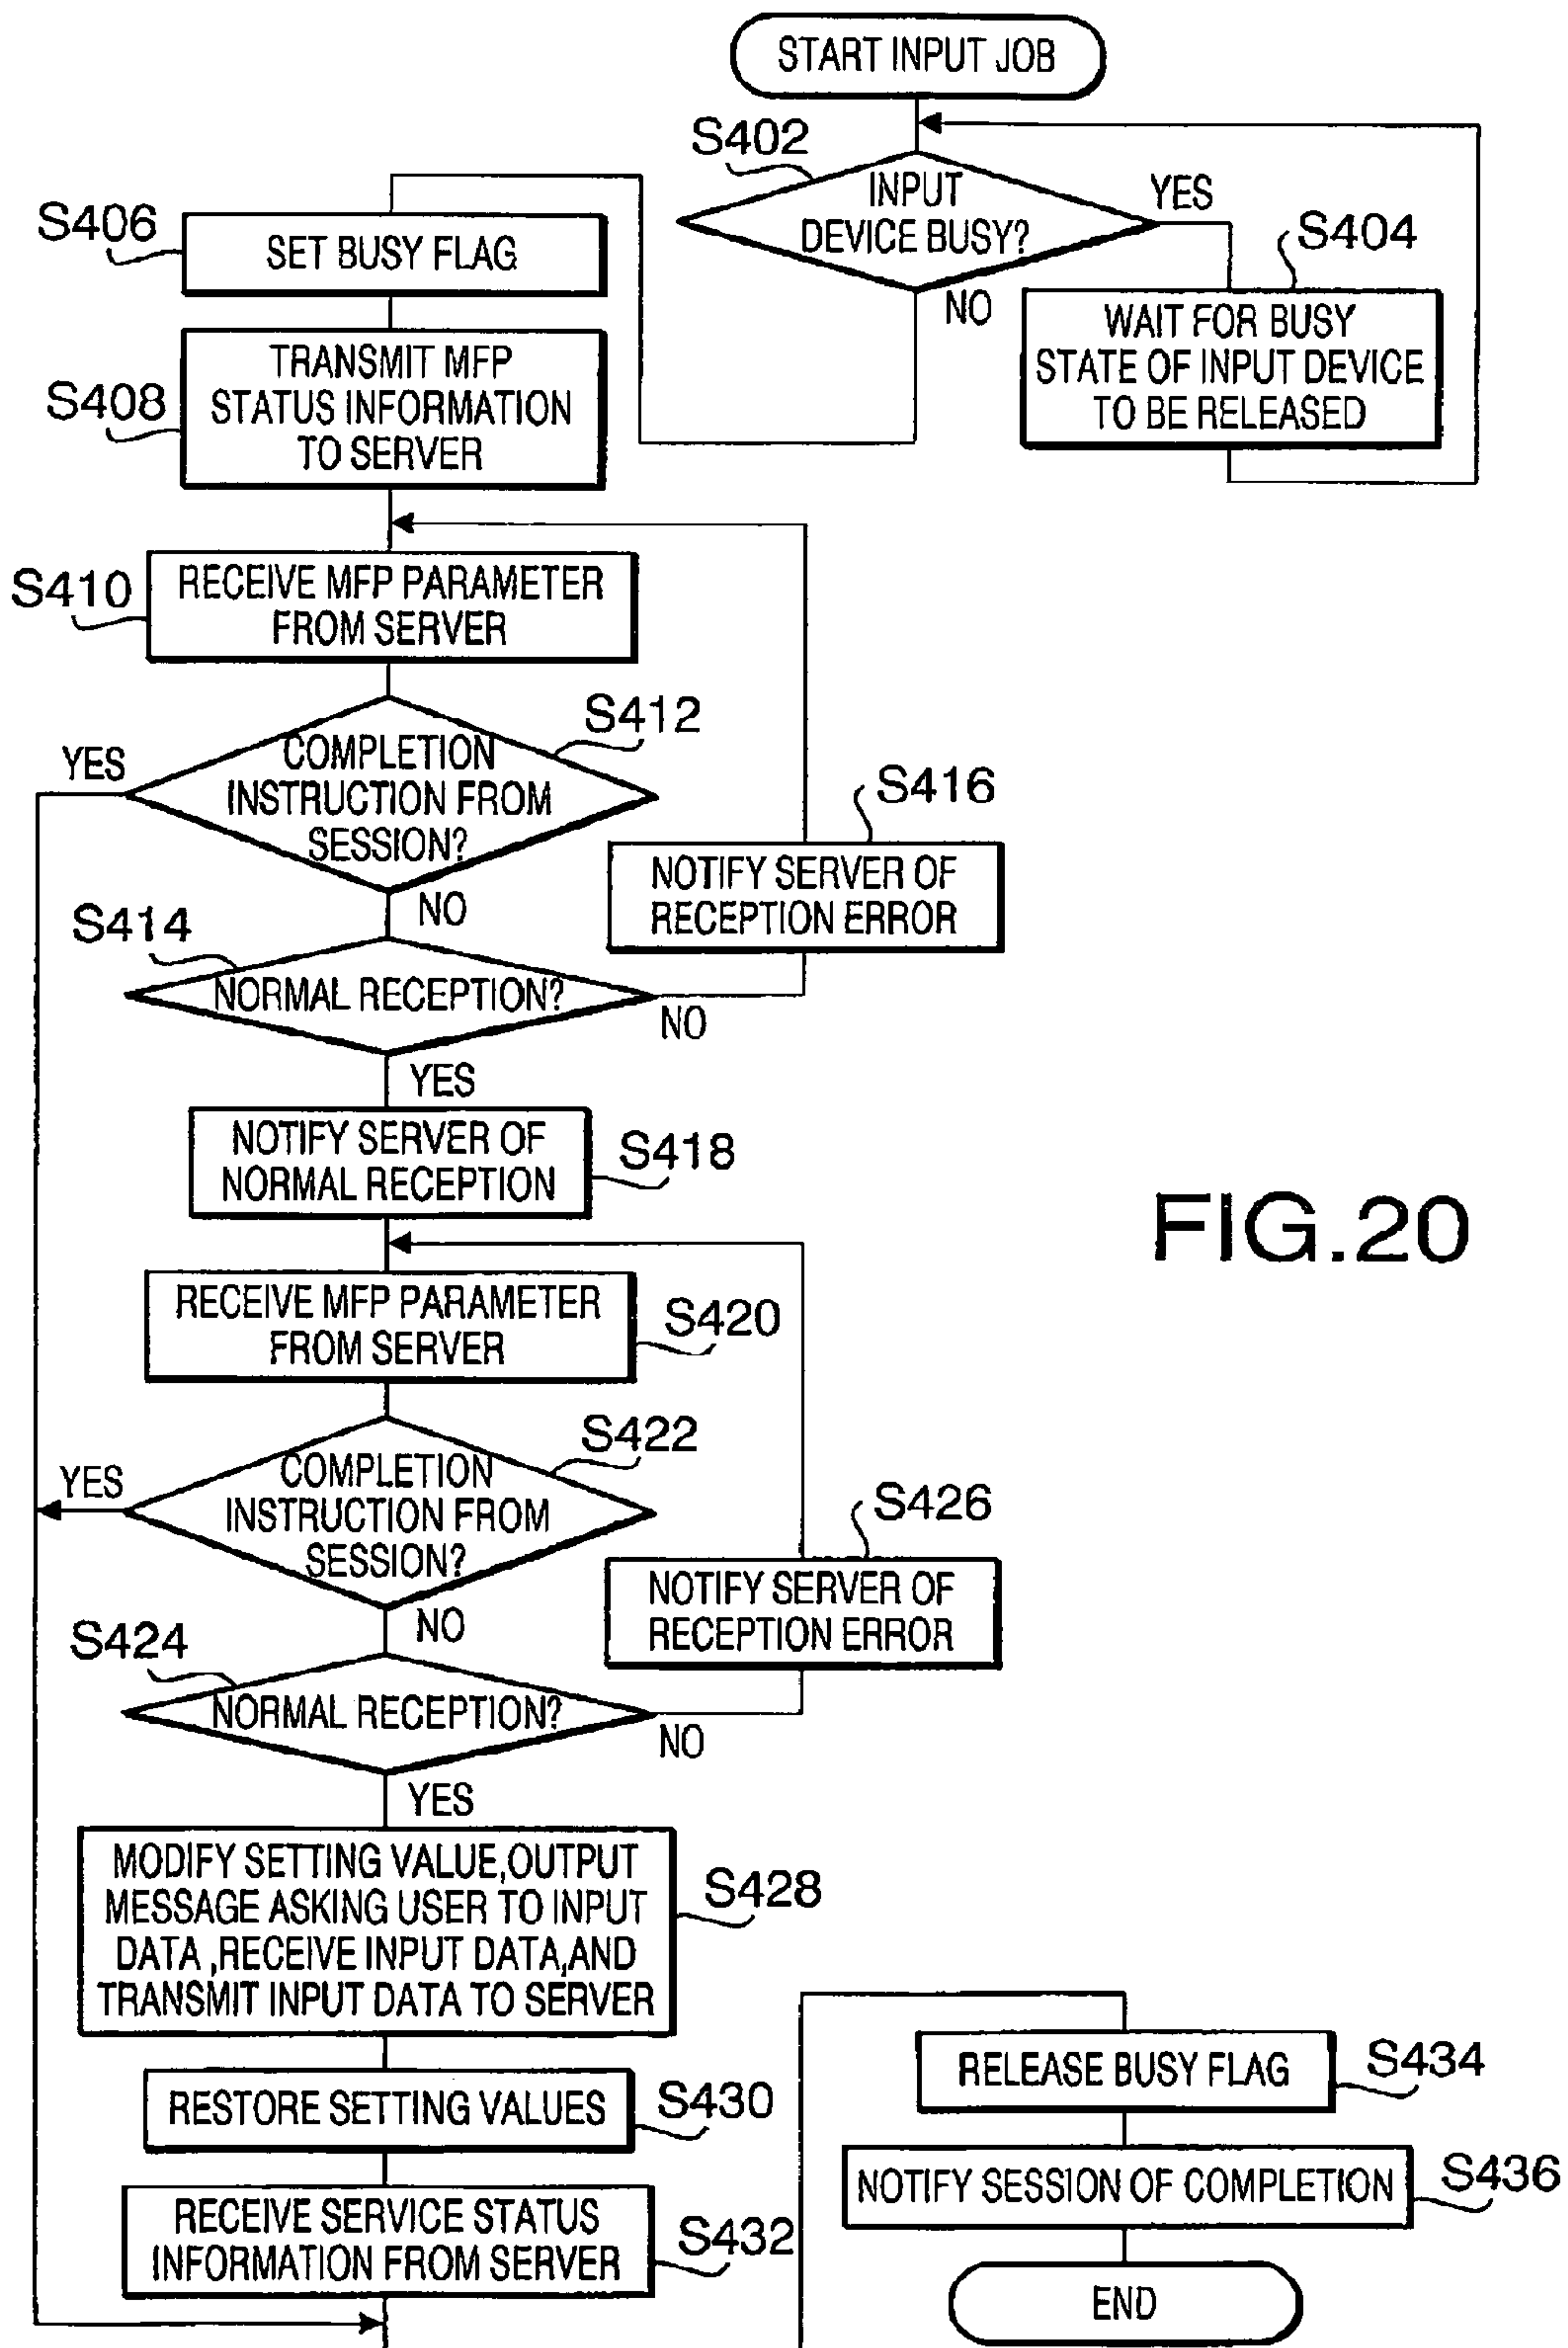 START INPUT JOB
S402
INPUT
DEVICE BUSY?
YES
NO
S404
WAIT FOR BUSY
STATE OF INPUT DEVICE
TO BE RELEASED
S406
SET BUSY FLAG
S408
TRANSMIT MFP
STATUS INFORMATION
TO SERVER
S410
RECEIVE MFP PARAMETER
FROM SERVER
S412
COMPLETION
INSTRUCTION FROM
SESSION?
YES
NO
S414
NORMAL RECEPTION?
NO
YES
S416
NOTIFY SERVER OF
RECEPTION ERROR
NOTIFY SERVER OF
NORMAL RECEPTION
S418
FIG.20
RECEIVE MFP PARAMETER
FROM SERVER
S420
S422
COMPLETION
INSTRUCTION FROM
SESSION?
YES
NO
S424
NORMAL RECEPTION?
NO
YES
S426
NOTIFY SERVER OF
RECEPTION ERROR
MODIFY SETTING VALUE,OUTPUT
MESSAGE ASKING USER TO INPUT
DATA ,RECEIVE INPUT DATA,AND
TRANSMIT INPUT DATA TO SERVER
S428
RESTORE SETTING VALUES
S430
RECEIVE SERVICE STATUS
INFORMATION FROM SERVER
S432
RELEASE BUSY FLAG
S434
NOTIFY SESSION OF COMPLETION
S436
END